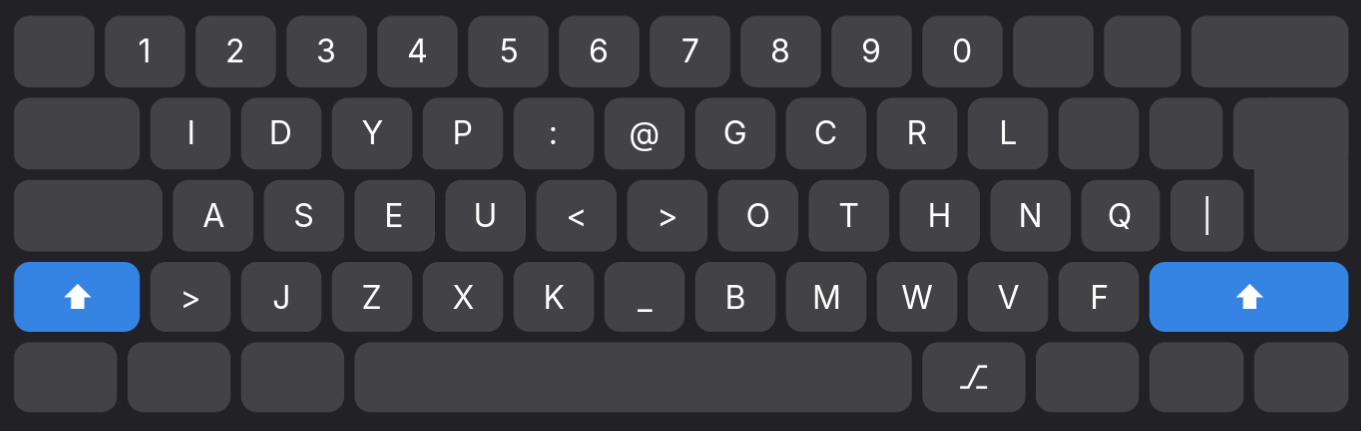 1 2 3 4 5 6 7 8 9 0
I D Y P : @ G C R L
A S E U < > O T H N Q |
> J Z X K _ B M W V F
⌥